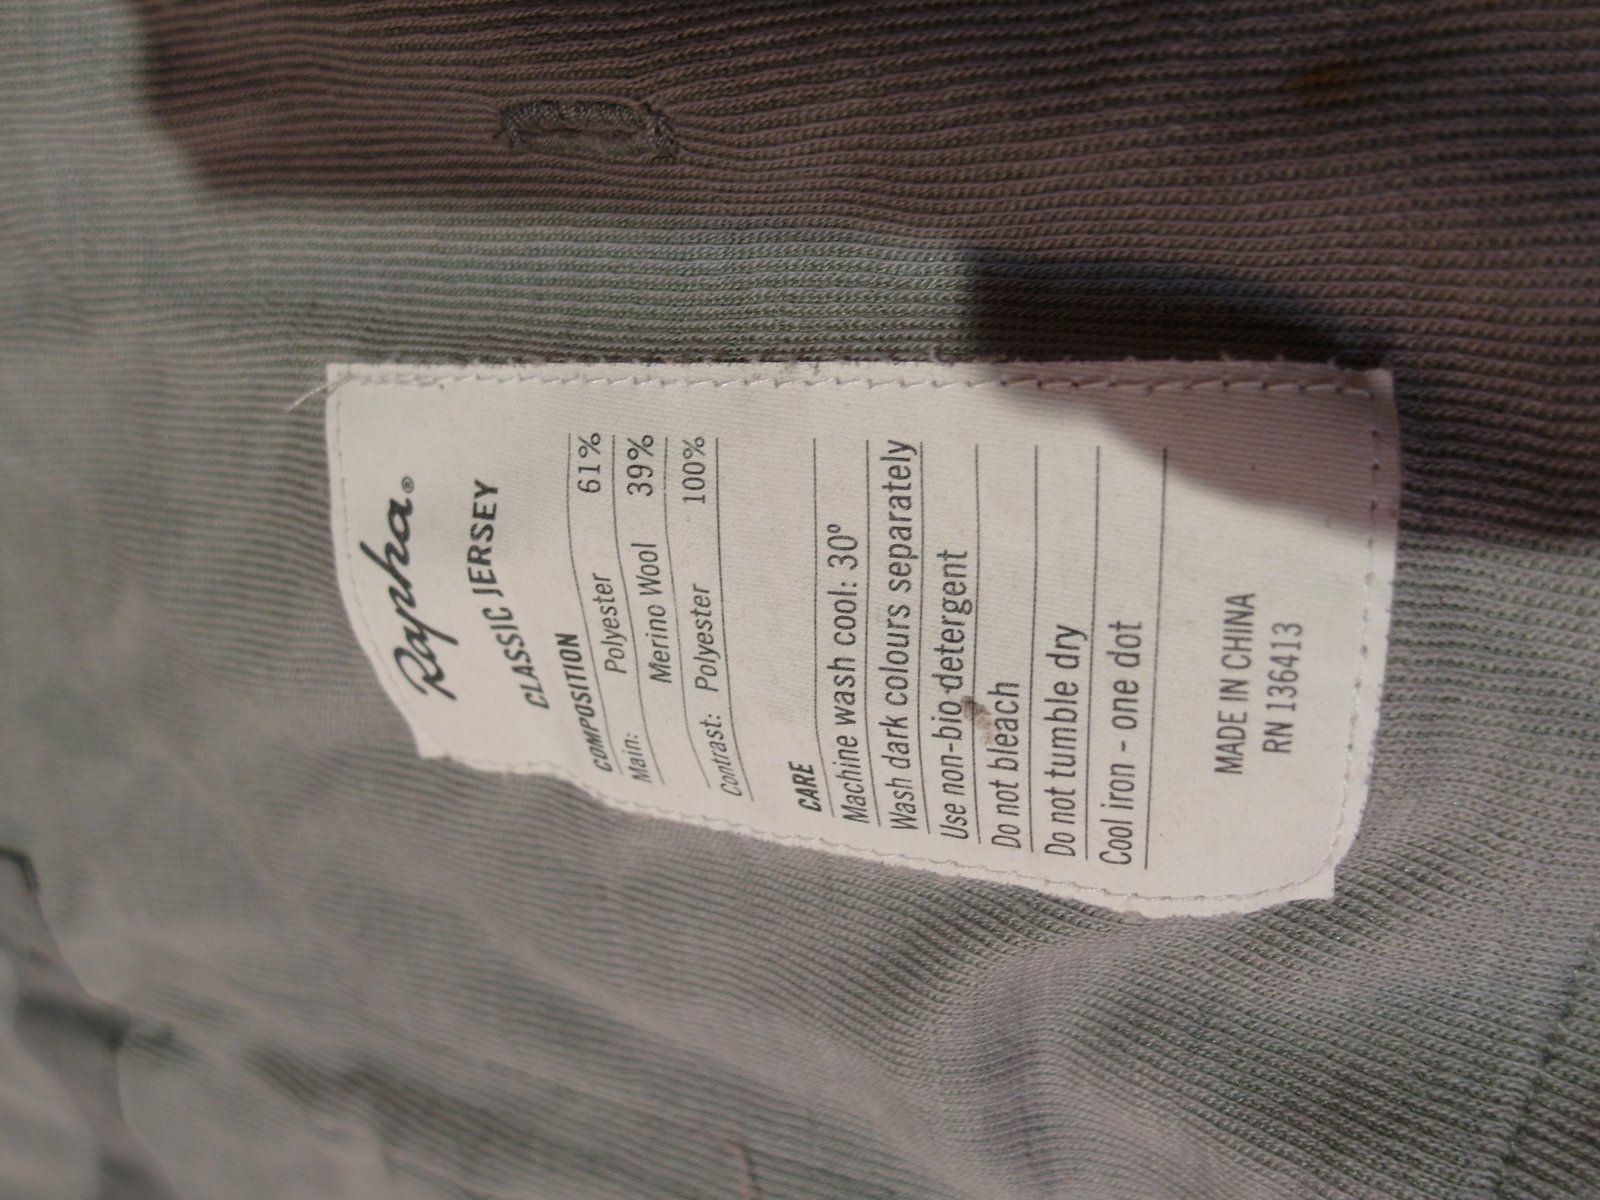 Rapha®
CLASSIC JERSEY
COMPOSITION
Main: Polyester 61%
Merino Wool 39%
Contrast: Polyester 100%
CARE
Machine wash cool: 30º
Wash dark colours separately
Use non-bio detergent
Do not bleach
Do not tumble dry
Cool iron - one dot
MADE IN CHINA
RN 136413